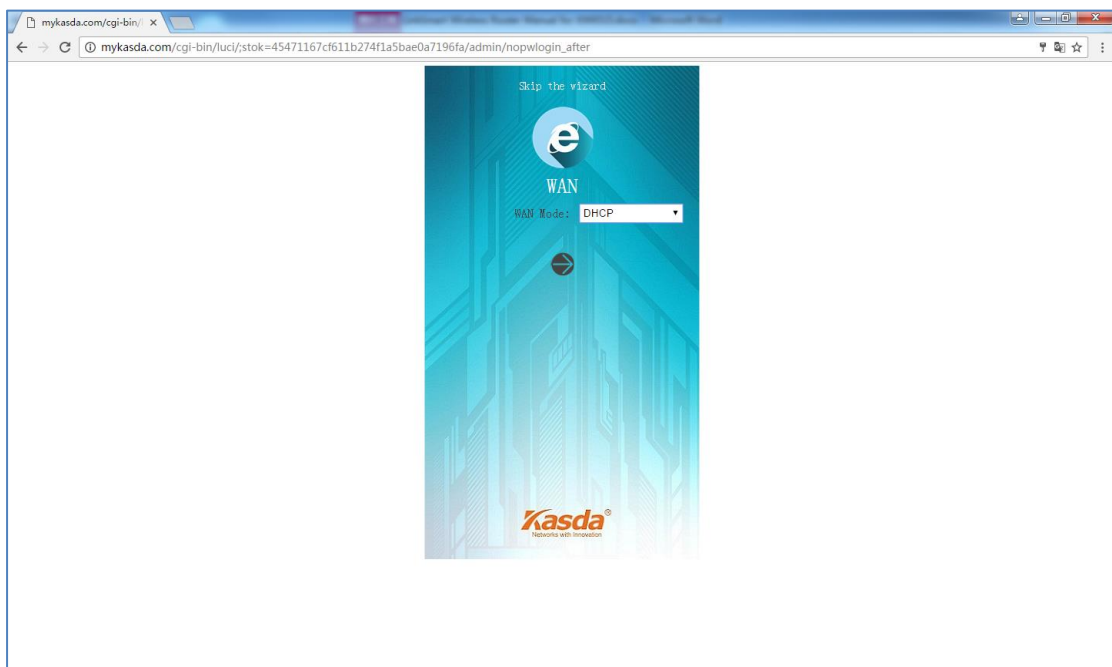 mykasda.com/cgi-bin/
mykasda.com/cgi-bin/luci/;stok=45471167cf611b274f1a5bae0a7196fa/admin/nopwlogin_after
Skip the wizard
WAN
WAN Mode: DHCP
Kasda®
Networks with Innovation